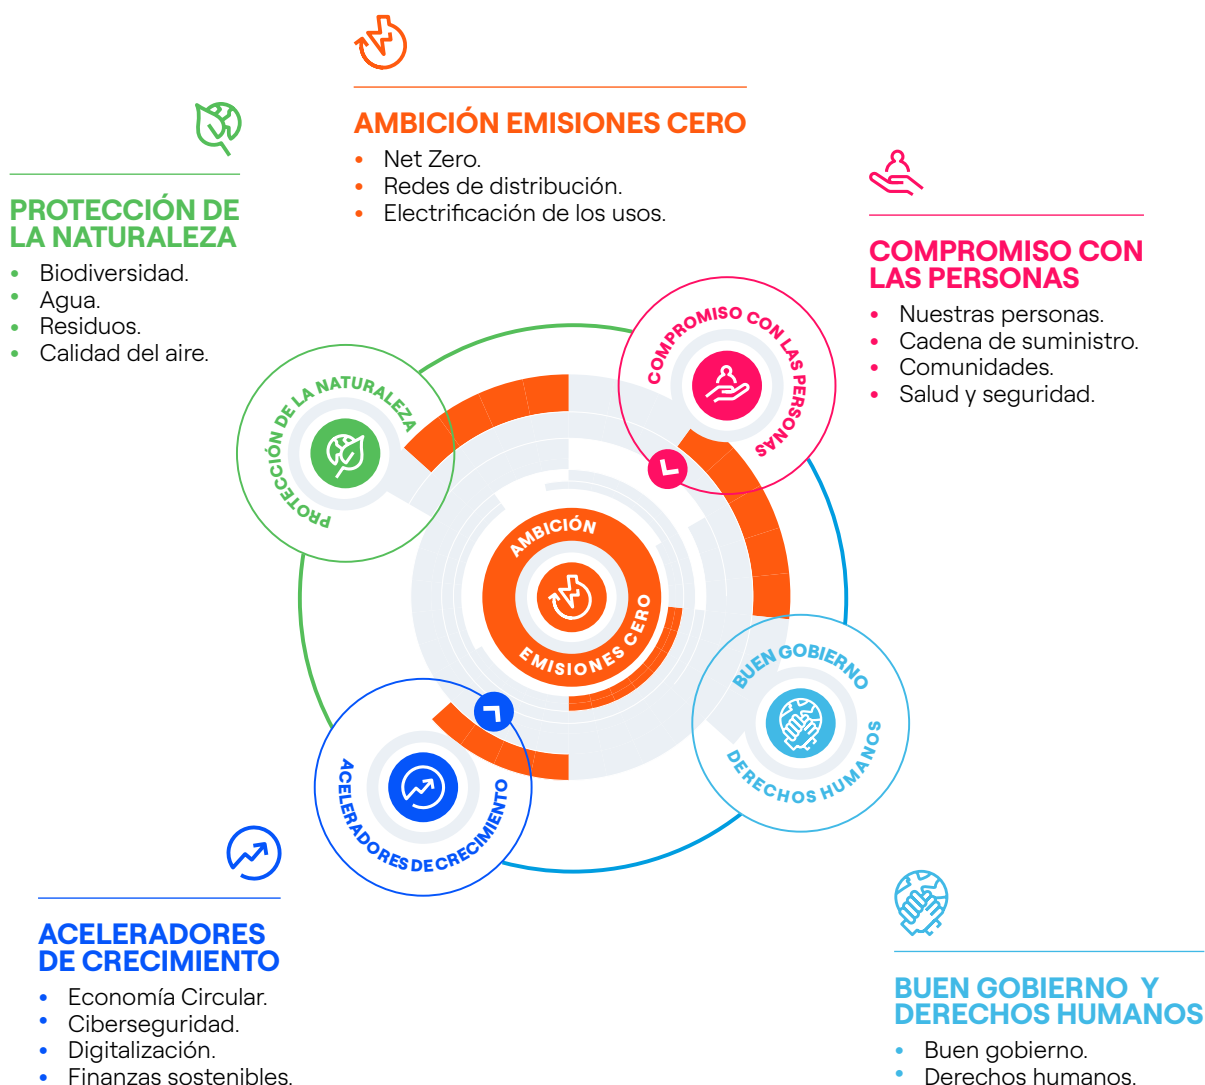 AMBICIÓN EMISIONES CERO
• Net Zero.
• Redes de distribución.
• Electrificación de los usos.
PROTECCIÓN DE
LA NATURALEZA
• Biodiversidad.
• Agua.
• Residuos.
• Calidad del aire.
COMPROMISO CON
LAS PERSONAS
• Nuestras personas.
• Cadena de suministro.
• Comunidades.
• Salud y seguridad.
PROTECCIÓN DE LA NATURALEZA
COMPROMISO CON LAS PERSONAS
AMBICIÓN
EMISIONES CERO
BUEN GOBIERNO
DERECHOS HUMANOS
ACELERADORES DE CRECIMIENTO
ACELERADORES
DE CRECIMIENTO
• Economía Circular.
• Ciberseguridad.
• Digitalización.
• Finanzas sostenibles.
BUEN GOBIERNO Y
DERECHOS HUMANOS
• Buen gobierno.
• Derechos humanos.